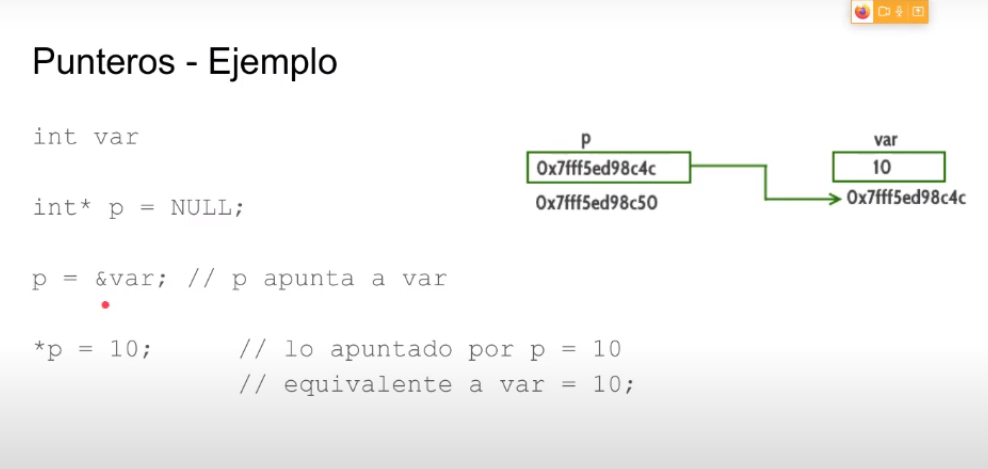 Punteros - Ejemplo
int var
int* p = NULL;
p = &var; // p apunta a var
*p = 10; // lo apuntado por p = 10
// equivalente a var = 10;
p
0x7fff5ed98c4c
0x7fff5ed98c50
var
10
0x7fff5ed98c4c